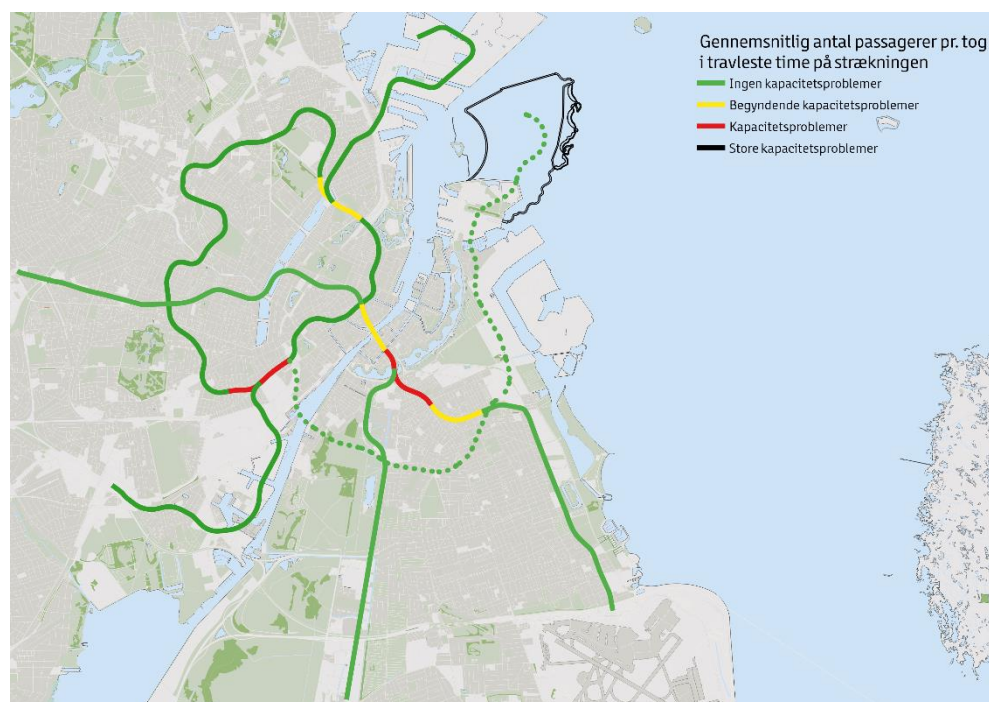 Gennemsnitlig antal passagerer pr. tog
i travleste time på strækningen
Ingen kapacitetsproblemer
Begyndende kapacitetsproblemer
Kapacitetsproblemer
Store kapacitetsproblemer